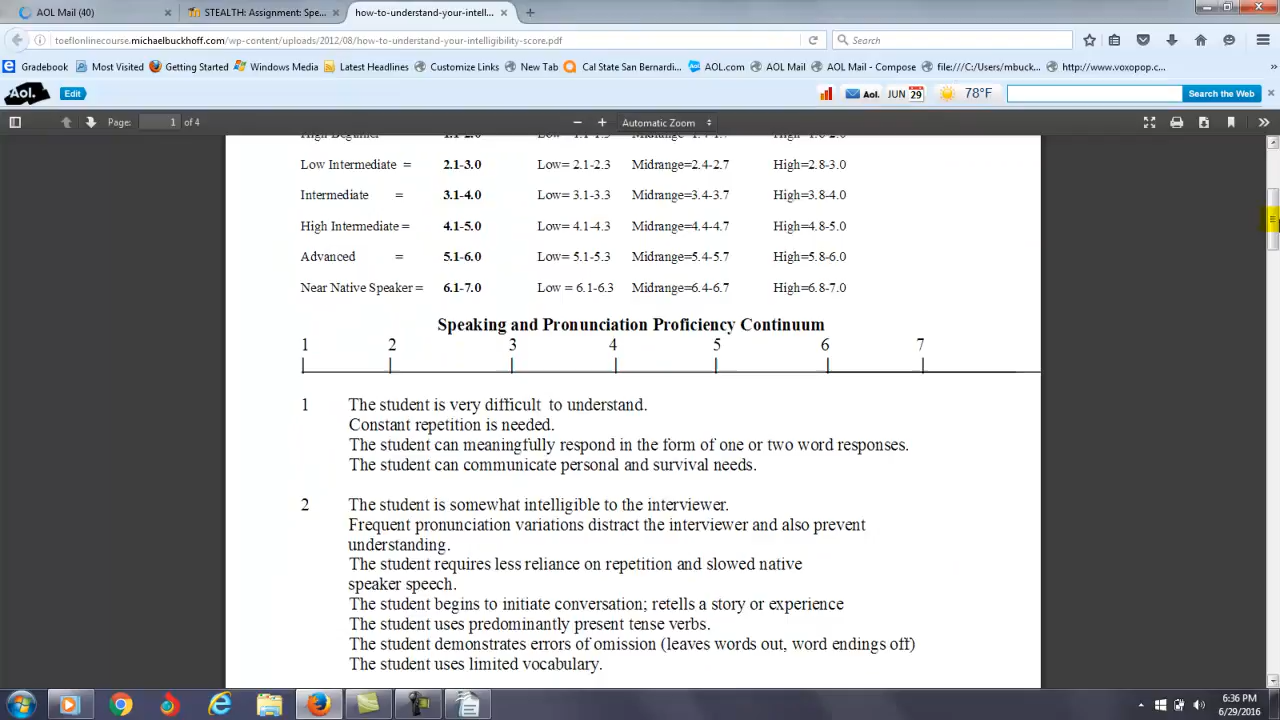 AOL Mail (40)
STEALTH: Assignment: Spe...
how-to-understand-your-intell...
toeflonlinecourse.michaelbuckhoff.com/wp-content/uploads/2012/08/how-to-understand-your-intelligibility-score.pdf
Search
Gradebook
Most Visited
Getting Started
Windows Media
Latest Headlines
Customize Links
New Tab
Cal State San Bernardi...
AOL.com
AOL Mail
AOL Mail - Compose
file:///C:/Users/mbuck...
http://www.voxopop.c...
Aol.
Edit
Aol.
JUN 29
78°F
Search the Web
Page: 1 of 4
Automatic Zoom
Low Intermediate = 2.1-3.0 Low= 2.1-2.3 Midrange=2.4-2.7 High=2.8-3.0
Intermediate = 3.1-4.0 Low= 3.1-3.3 Midrange=3.4-3.7 High=3.8-4.0
High Intermediate = 4.1-5.0 Low= 4.1-4.3 Midrange=4.4-4.7 High=4.8-5.0
Advanced = 5.1-6.0 Low= 5.1-5.3 Midrange=5.4-5.7 High=5.8-6.0
Near Native Speaker = 6.1-7.0 Low = 6.1-6.3 Midrange=6.4-6.7 High=6.8-7.0
Speaking and Pronunciation Proficiency Continuum
1 2 3 4 5 6 7
1 The student is very difficult to understand.
Constant repetition is needed.
The student can meaningfully respond in the form of one or two word responses.
The student can communicate personal and survival needs.
2 The student is somewhat intelligible to the interviewer.
Frequent pronunciation variations distract the interviewer and also prevent
understanding.
The student requires less reliance on repetition and slowed native
speaker speech.
The student begins to initiate conversation; retells a story or experience
The student uses predominantly present tense verbs.
The student demonstrates errors of omission (leaves words out, word endings off)
The student uses limited vocabulary.
6:36 PM
6/29/2016